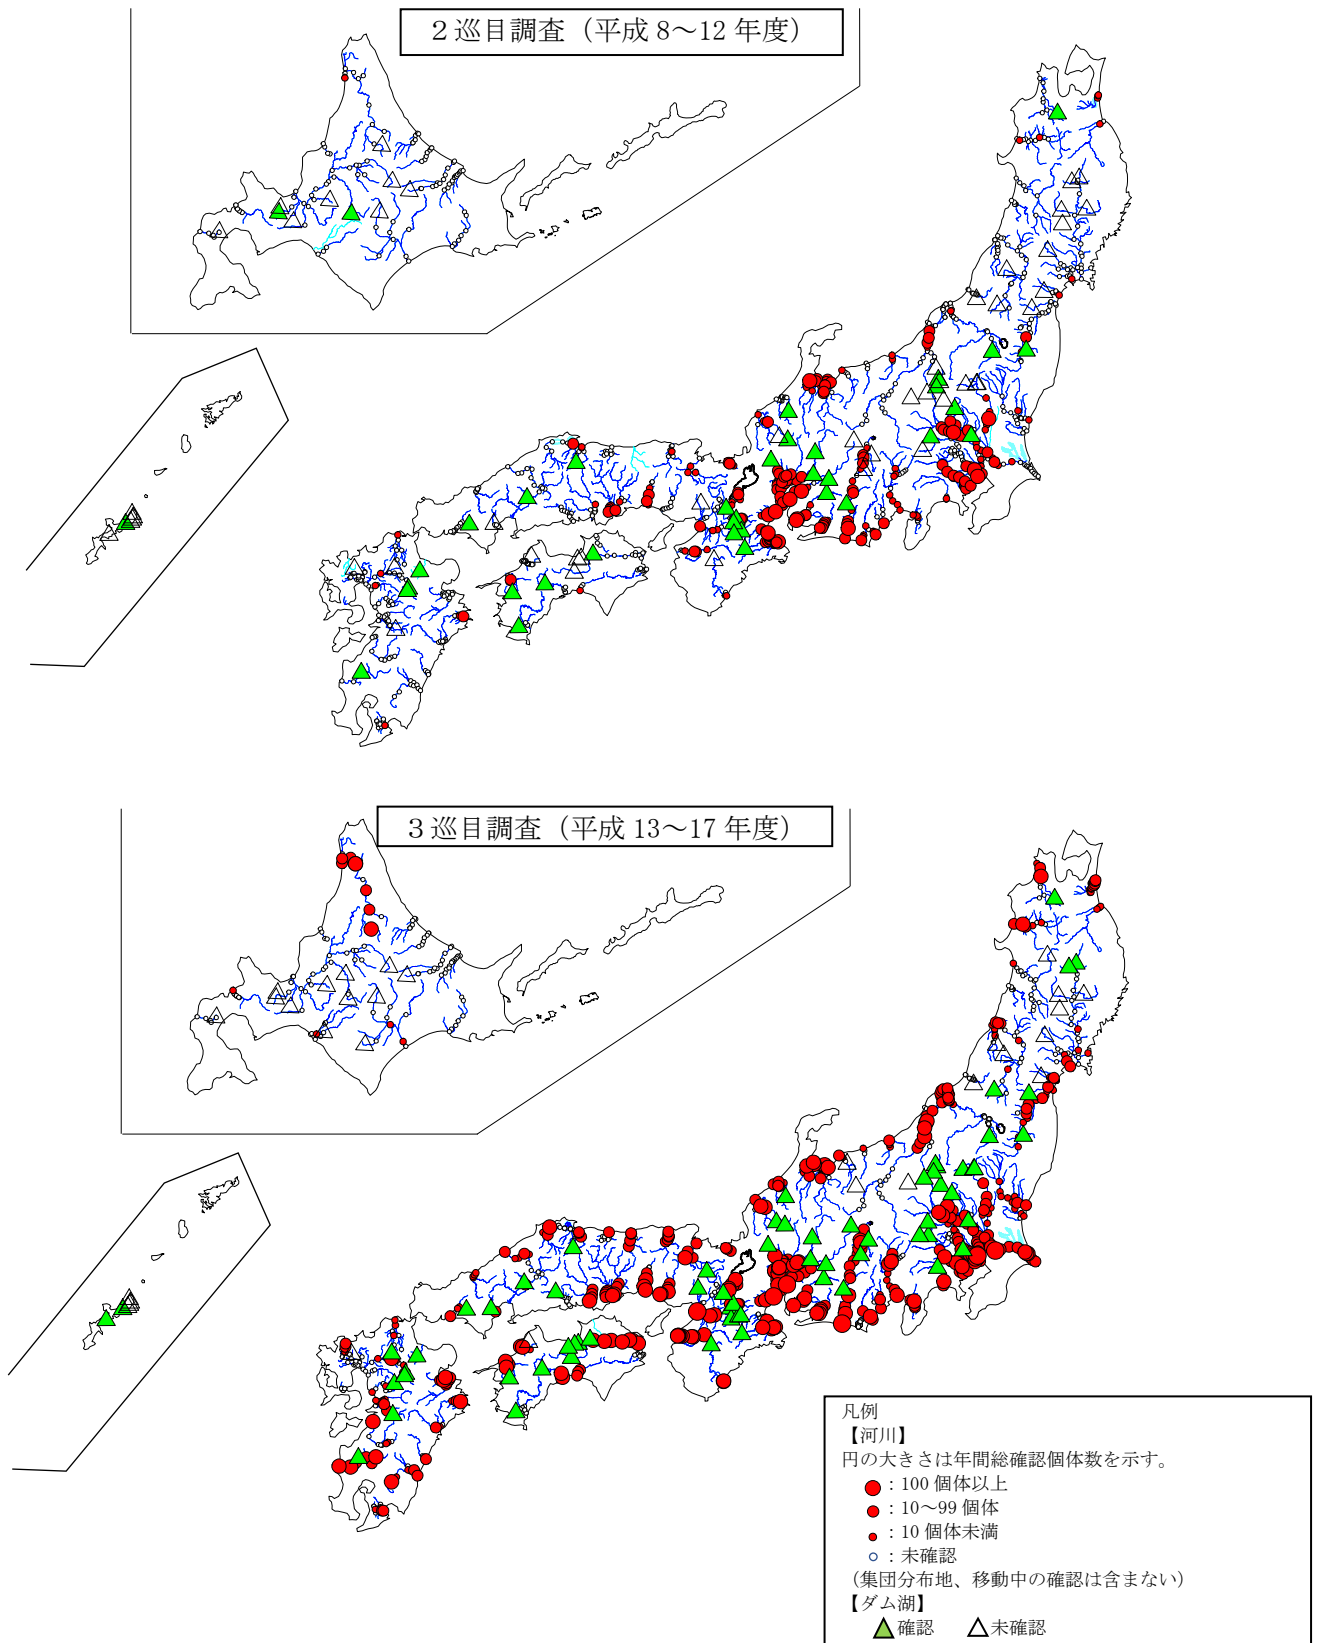 ２巡目調査（平成 8～12 年度）
３巡目調査（平成 13～17 年度）
凡例
【河川】
円の大きさは年間総確認個体数を示す。
：100 個体以上
：10～99 個体
：10 個体未満
：未確認
（集団分布地、移動中の確認は含まない）
【ダム湖】
確認 未確認